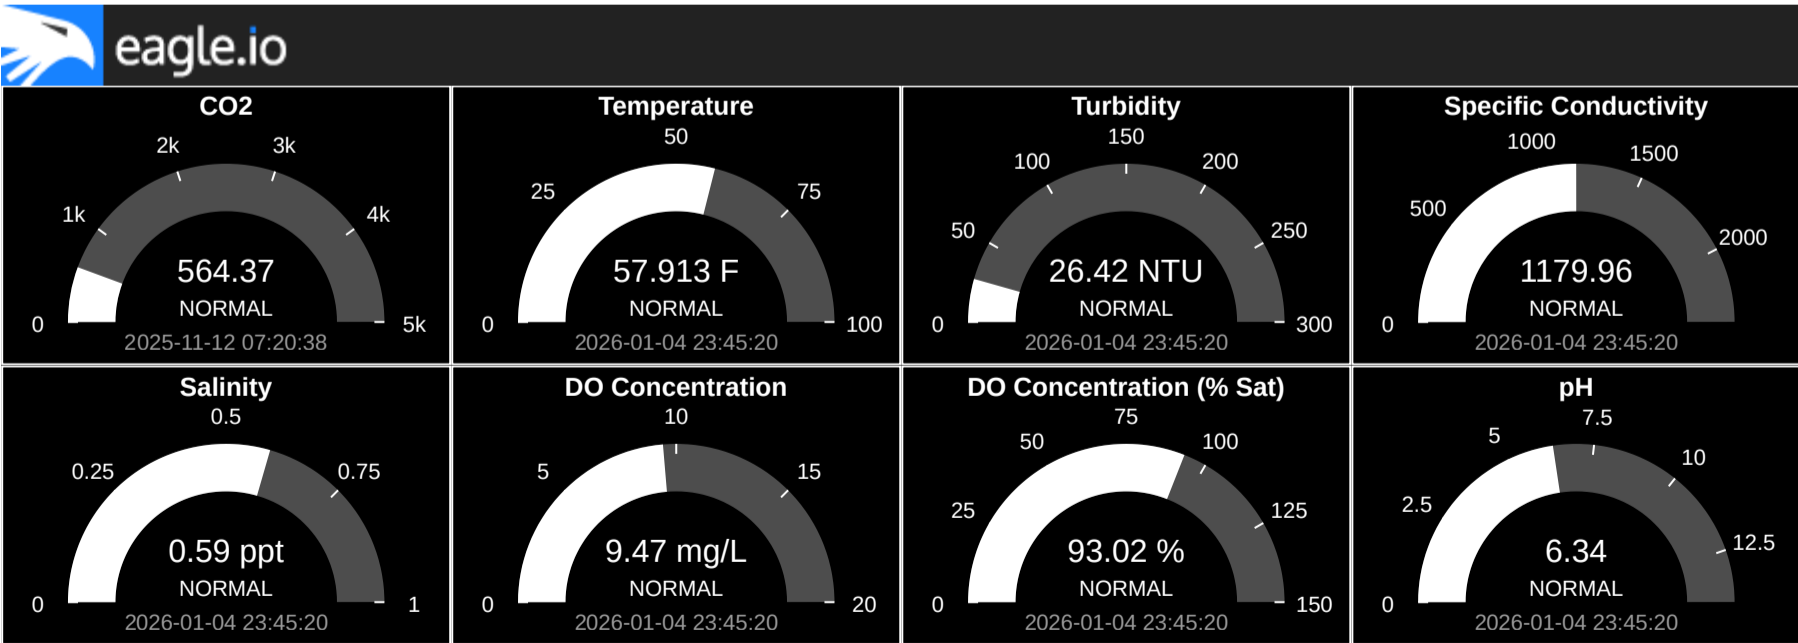 eagle.io
CO2
0
1k
2k
3k
4k
5k
564.37
NORMAL
2025-11-12 07:20:38
Temperature
0
25
50
75
100
57.913 F
NORMAL
2026-01-04 23:45:20
Turbidity
0
50
100
150
200
250
300
26.42 NTU
NORMAL
2026-01-04 23:45:20
Specific Conductivity
0
500
1000
1500
2000
1179.96
NORMAL
2026-01-04 23:45:20
Salinity
0
0.25
0.5
0.75
1
0.59 ppt
NORMAL
2026-01-04 23:45:20
DO Concentration
0
5
10
15
20
9.47 mg/L
NORMAL
2026-01-04 23:45:20
DO Concentration (% Sat)
0
25
50
75
100
125
150
93.02 %
NORMAL
2026-01-04 23:45:20
pH
0
2.5
5
7.5
10
12.5
6.34
NORMAL
2026-01-04 23:45:20